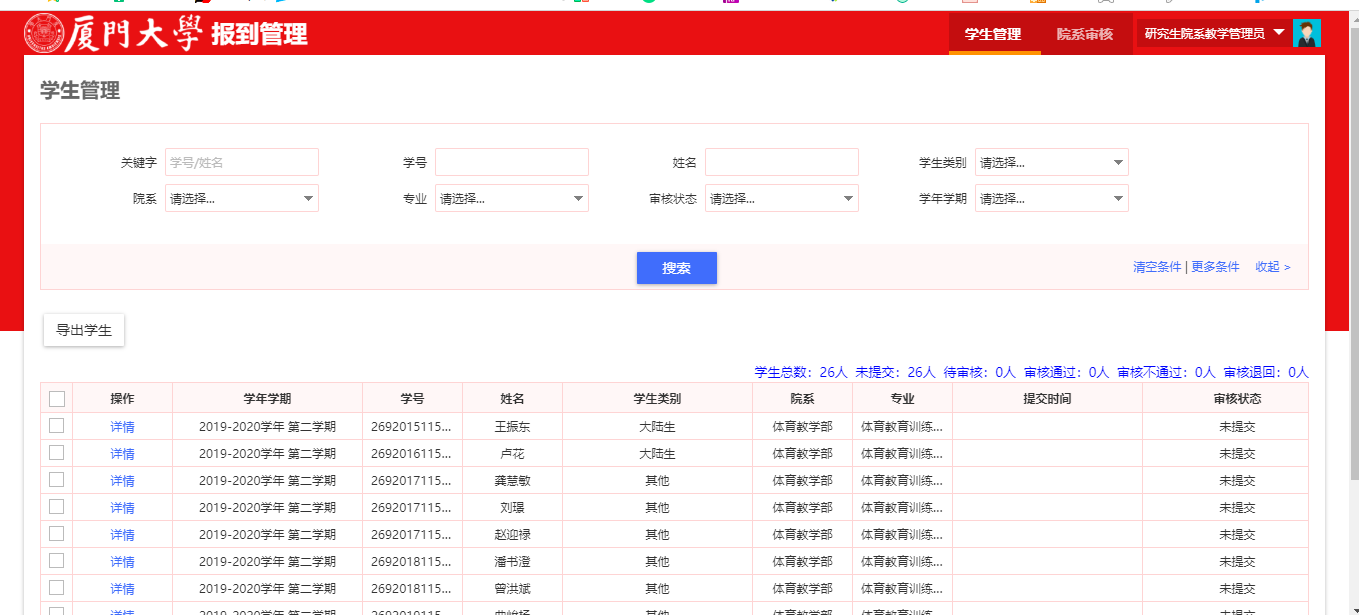 厦門大學 报到管理 学生管理 院系审核 研究生院系教学管理员
学生管理
关键字 学号/姓名 学号 姓名 学生类别 请选择...
院系 请选择... 专业 请选择... 审核状态 请选择... 学年学期 请选择...
搜索 清空条件 | 更多条件 收起 >
导出学生
学生总数：26人 未提交：26人 待审核：0人 审核通过：0人 审核不通过：0人 审核退回：0人
操作 学年学期 学号 姓名 学生类别 院系 专业 提交时间 审核状态
详情 2019-2020学年 第二学期 2692015115... 王振东 大陆生 体育教学部 体育教育训练... 未提交
详情 2019-2020学年 第二学期 2692016115... 卢花 大陆生 体育教学部 体育教育训练... 未提交
详情 2019-2020学年 第二学期 2692017115... 龚慧敏 其他 体育教学部 体育教育训练... 未提交
详情 2019-2020学年 第二学期 2692017115... 刘璟 其他 体育教学部 体育教育训练... 未提交
详情 2019-2020学年 第二学期 2692017115... 赵迎禄 其他 体育教学部 体育教育训练... 未提交
详情 2019-2020学年 第二学期 2692018115... 潘书澄 其他 体育教学部 体育教育训练... 未提交
详情 2019-2020学年 第二学期 2692018115... 曾洪斌 其他 体育教学部 体育教育训练... 未提交